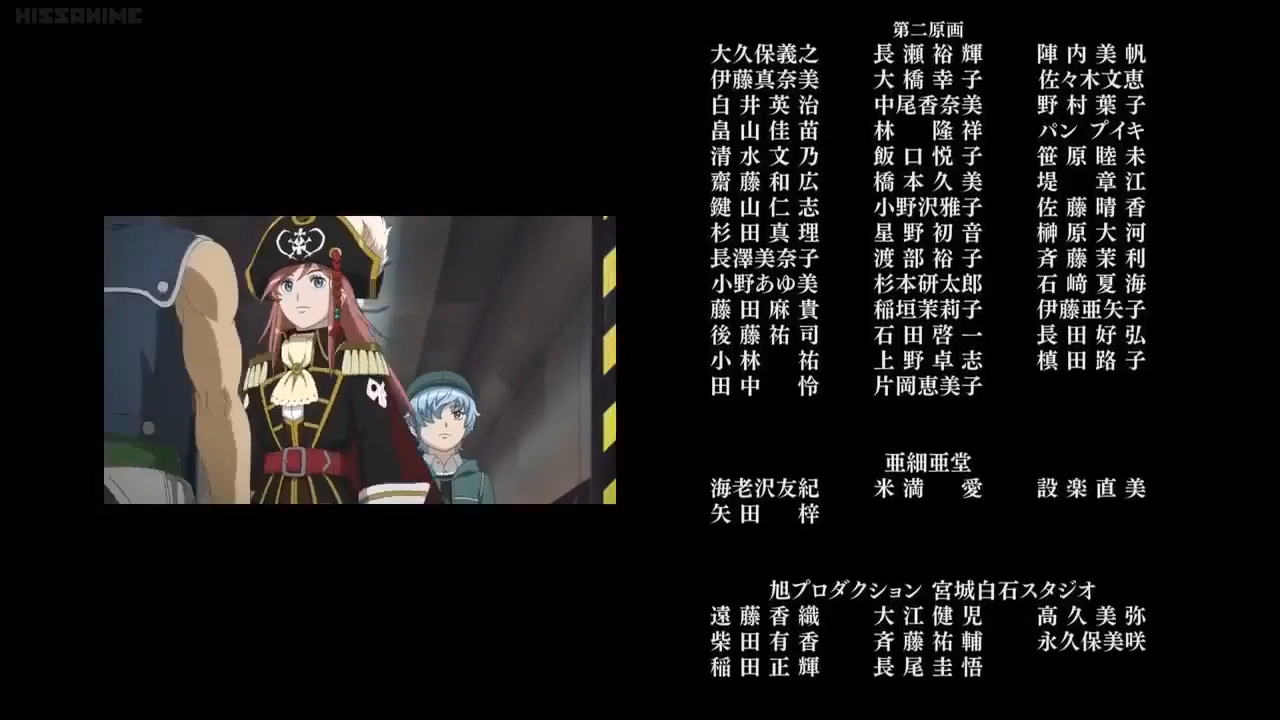 KISSANIME
第二原画
大久保義之 長瀬裕輝 陣内美帆
伊藤真奈美 大橋幸子 佐々木文恵
白井英治 中尾香奈美 野村葉子
畠山佳苗 林隆祥 パン プイキ
清水文乃 飯口悦子 笹原睦未
齋藤和広 橋本久美 堤章江
鍵山仁志 小野沢雅子 佐藤晴香
杉田真理 星野初音 榊原大河
長澤美奈子 渡部裕子 斉藤茉利
小野あゆ美 杉本研太郎 石﨑夏海
藤田麻貴 稲垣茉莉子 伊藤亜矢子
後藤祐司 石田啓一 長田好弘
小林祐 上野卓志 槙田路子
田中怜 片岡恵美子
亜細亜堂
海老沢友紀 米満愛 設楽直美
矢田梓
旭プロダクション 宮城白石スタジオ
遠藤香織 大江健児 高久美弥
柴田有香 斉藤祐輔 永久保美咲
稲田正輝 長尾圭悟